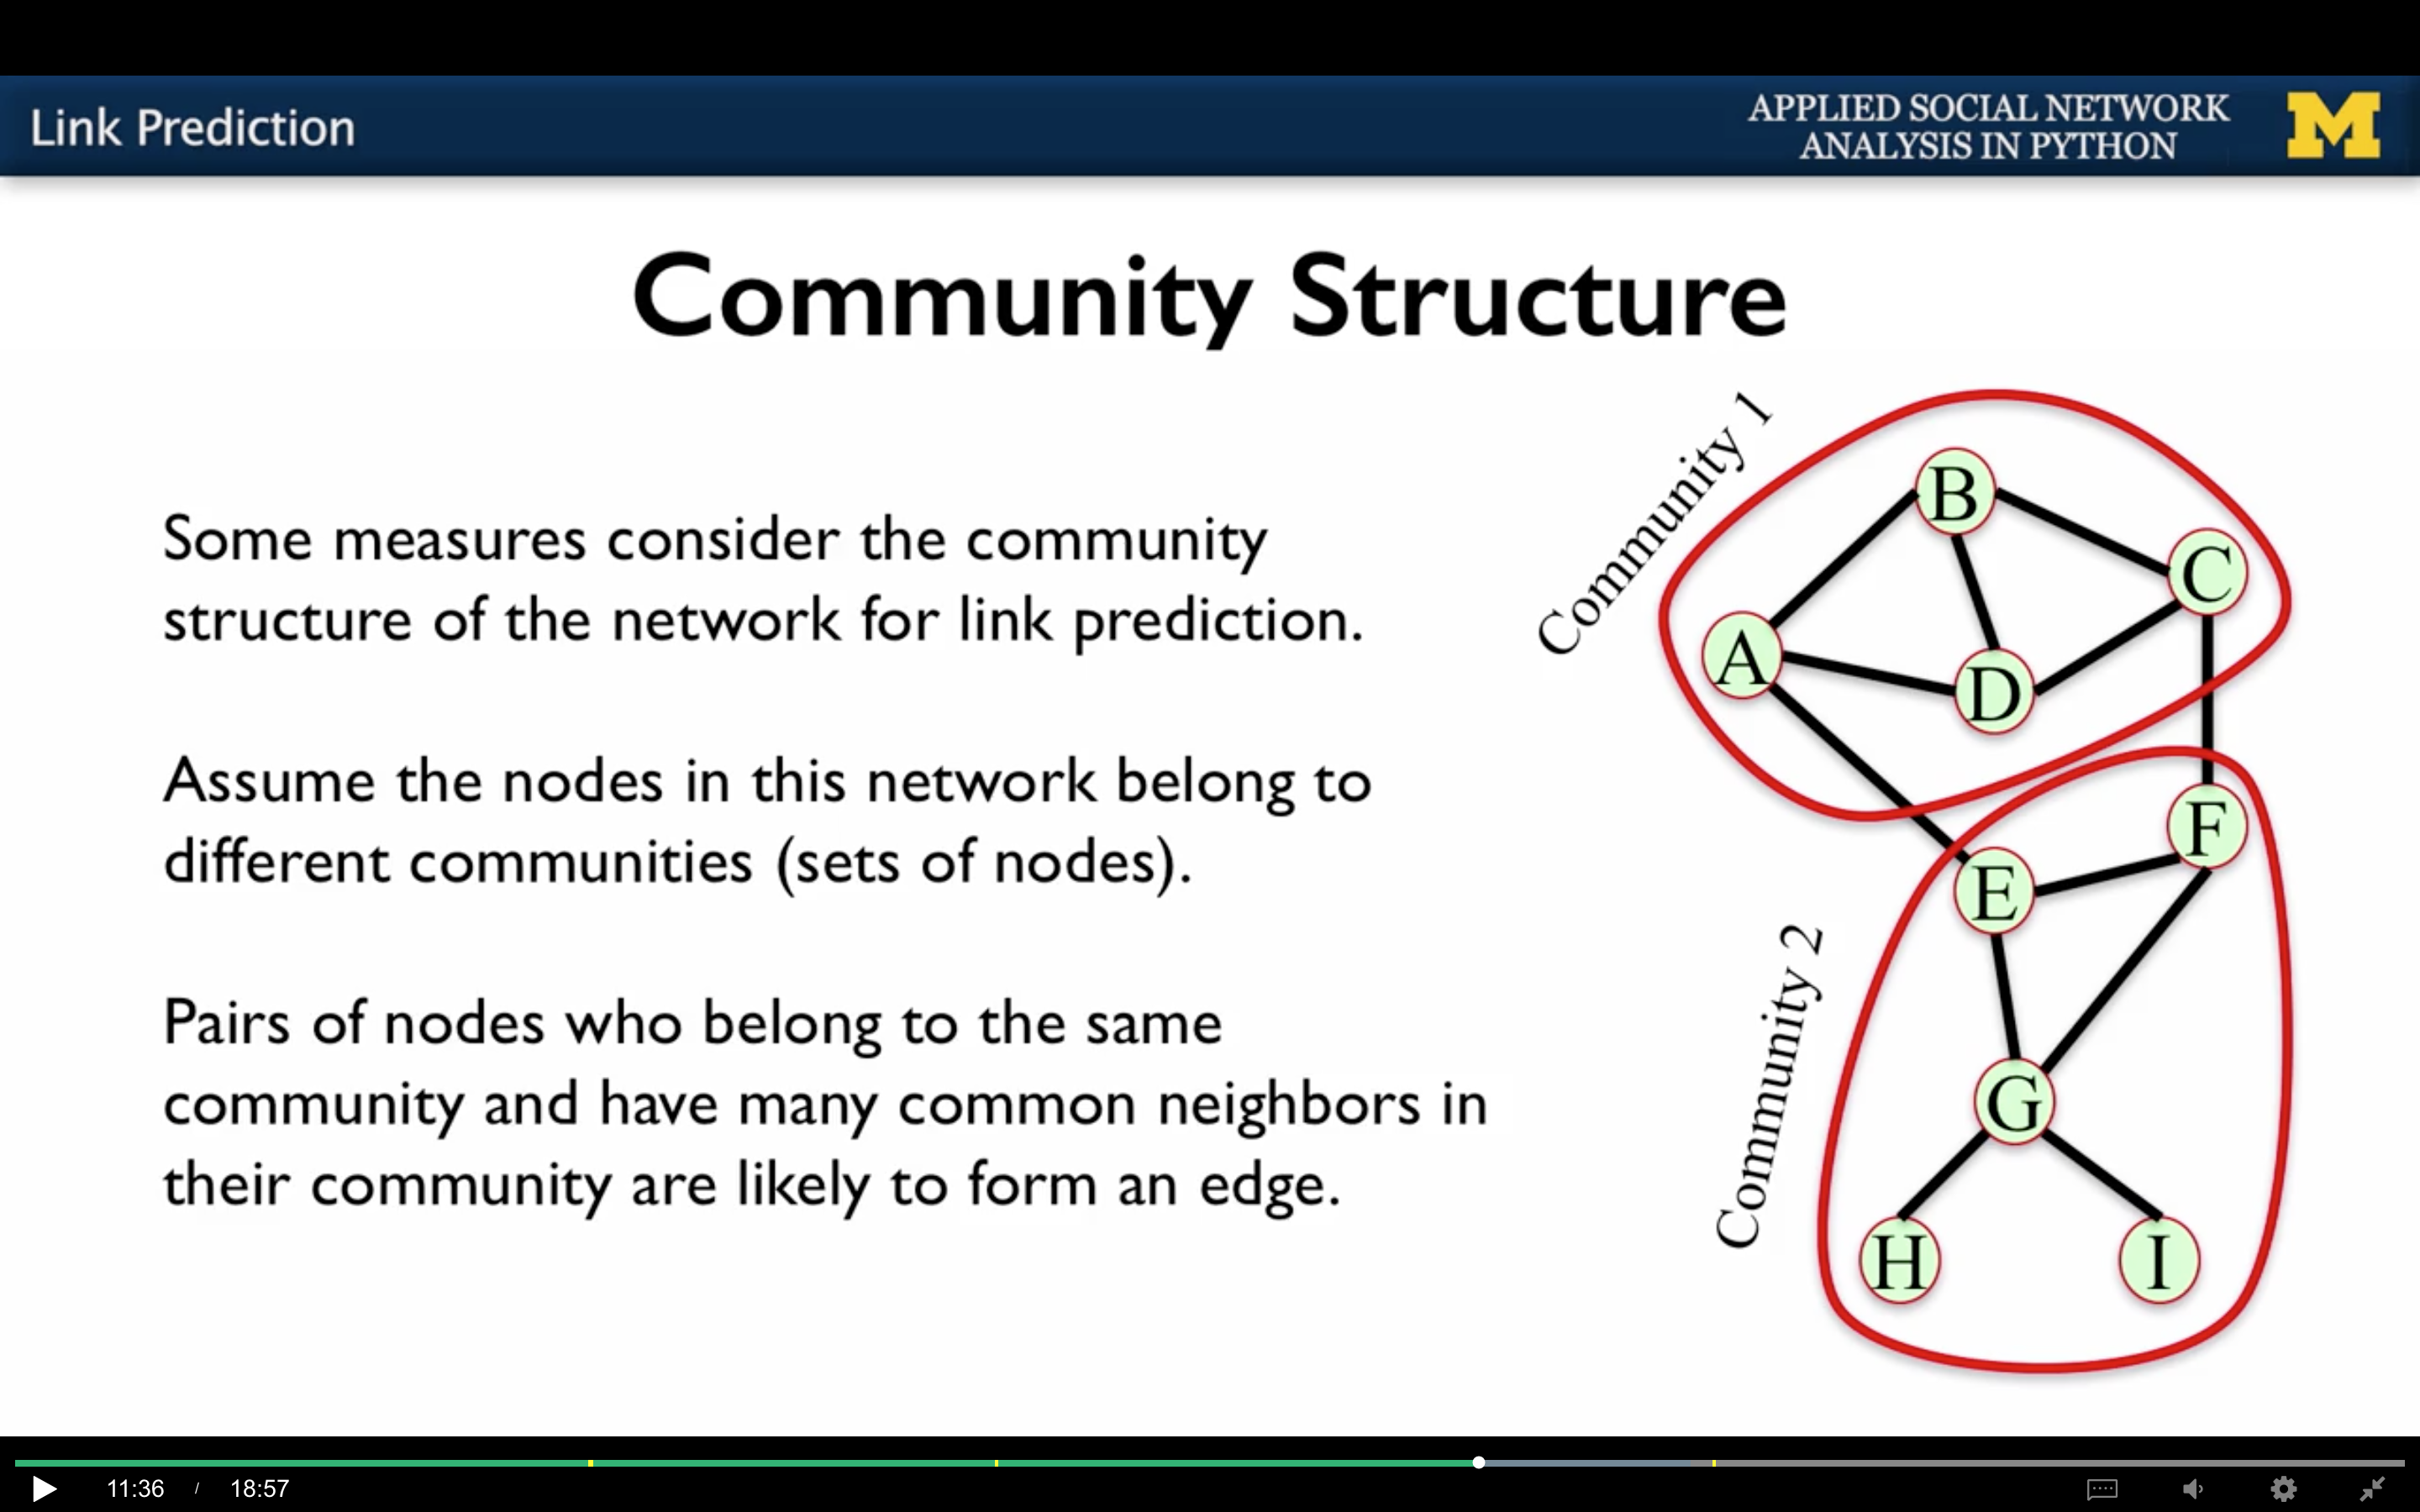 Link Prediction
APPLIED SOCIAL NETWORK
ANALYSIS IN PYTHON
M
Community Structure
Some measures consider the community
structure of the network for link prediction.
Assume the nodes in this network belong to
different communities (sets of nodes).
Pairs of nodes who belong to the same
community and have many common neighbors in
their community are likely to form an edge.
Community 1
B
C
A
D
Community 2
F
E
G
H
I
11:36 / 18:57